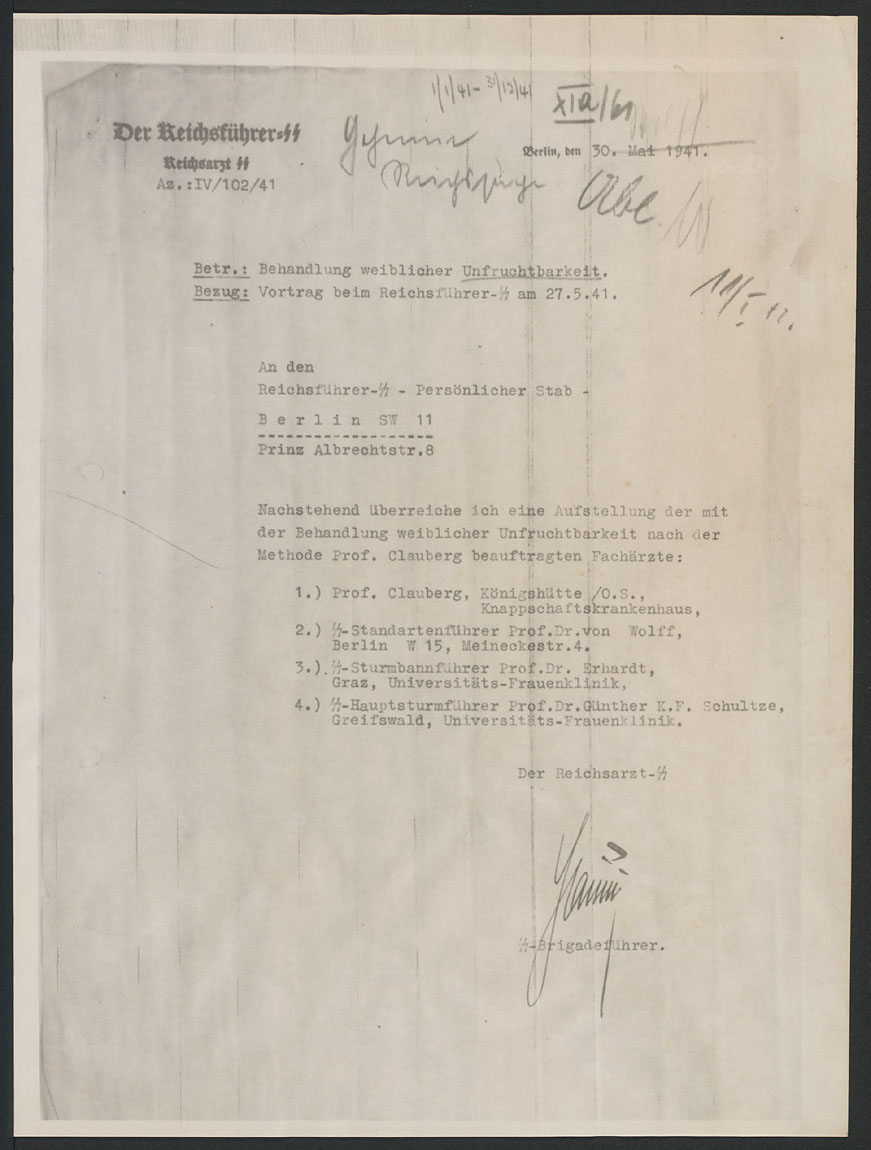 1/1/41 - 31/12/41
XIa/61
Der Reichsführer-SS
Reichsarzt SS
Az.:IV/102/41
Geheime
Berlin, den 30. Mai 1941.
Betr.: Behandlung weiblicher Unfruchtbarkeit.
Bezug: Vortrag beim Reichsführer-SS am 27.5.41.
An den
Reichsführer-SS - Persönlicher Stab -
B e r l i n SW 11
Prinz Albrechtstr.8
Nachstehend überreiche ich eine Aufstellung der mit
der Behandlung weiblicher Unfruchtbarkeit nach der
Methode Prof. Clauberg beauftragten Fachärzte:
1.) Prof. Clauberg, Königshütte /O.S.,
Knappschaftskrankenhaus,
2.) SS-Standartenführer Prof.Dr.von Wolff,
Berlin W 15, Meineckestr.4.
3.) SS-Sturmbannführer Prof.Dr. Erhardt,
Graz, Universitäts-Frauenklinik,
4.) SS-Hauptsturmführer Prof.Dr.Günther K.F. Schultze,
Greifswald, Universitäts-Frauenklinik.
Der Reichsarzt-SS
SS-Brigadeführer.